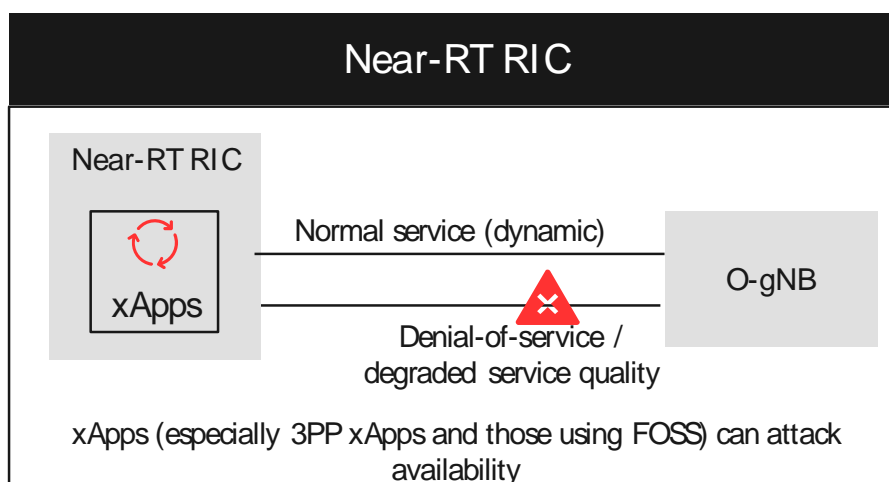 Near-RT RIC
Near-RT RIC
xApps
Normal service (dynamic)
O-gNB
Denial-of-service /
degraded service quality
xApps (especially 3PP xApps and those using FOSS) can attack
availability